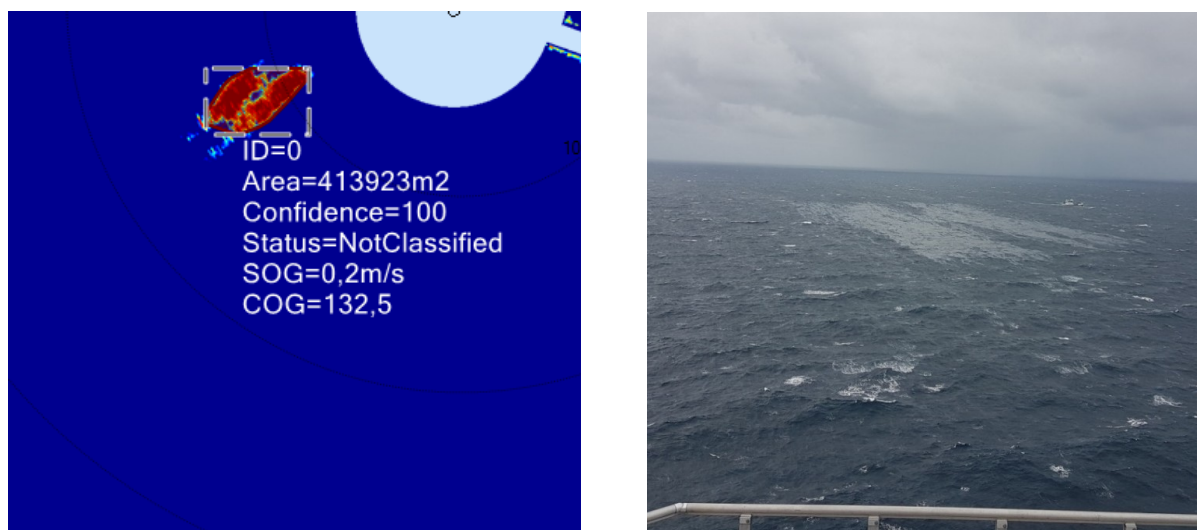 ID=0
Area=413923m2
Confidence=100
Status=NotClassified
SOG=0,2m/s
COG=132,5